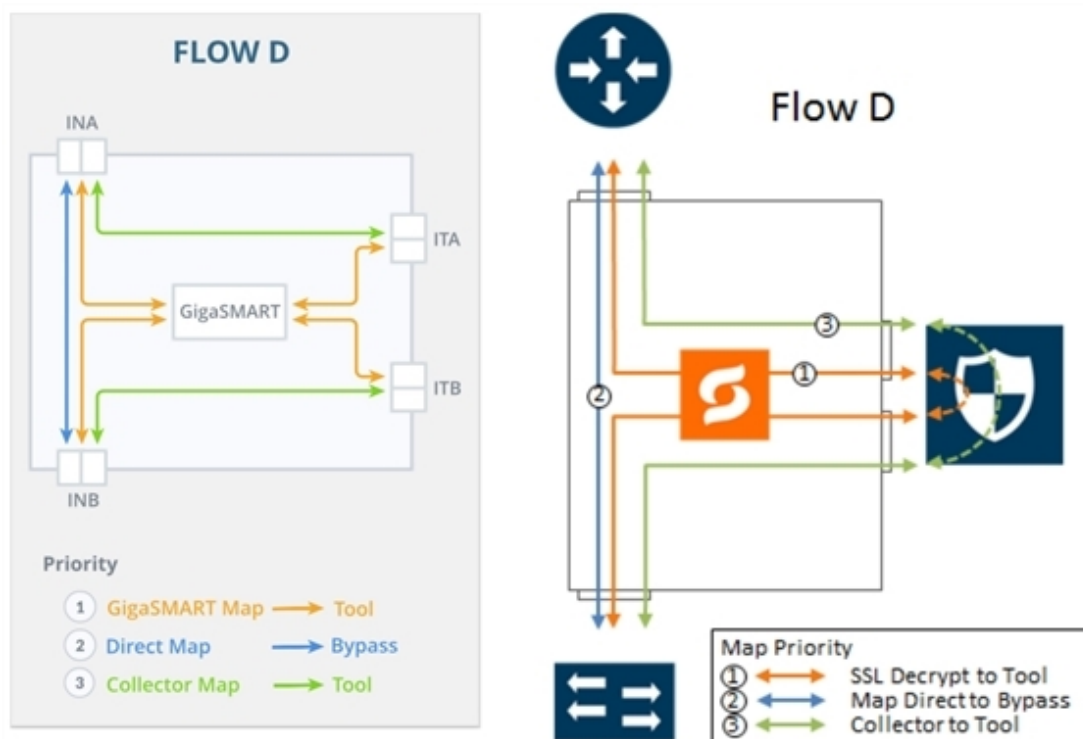 FLOW D
INA
ITA
GigaSMART
ITB
INB
Priority
1 GigaSMART Map Tool
2 Direct Map Bypass
3 Collector Map Tool
Flow D
3
1
2
Map Priority
1 SSL Decrypt to Tool
2 Map Direct to Bypass
3 Collector to Tool